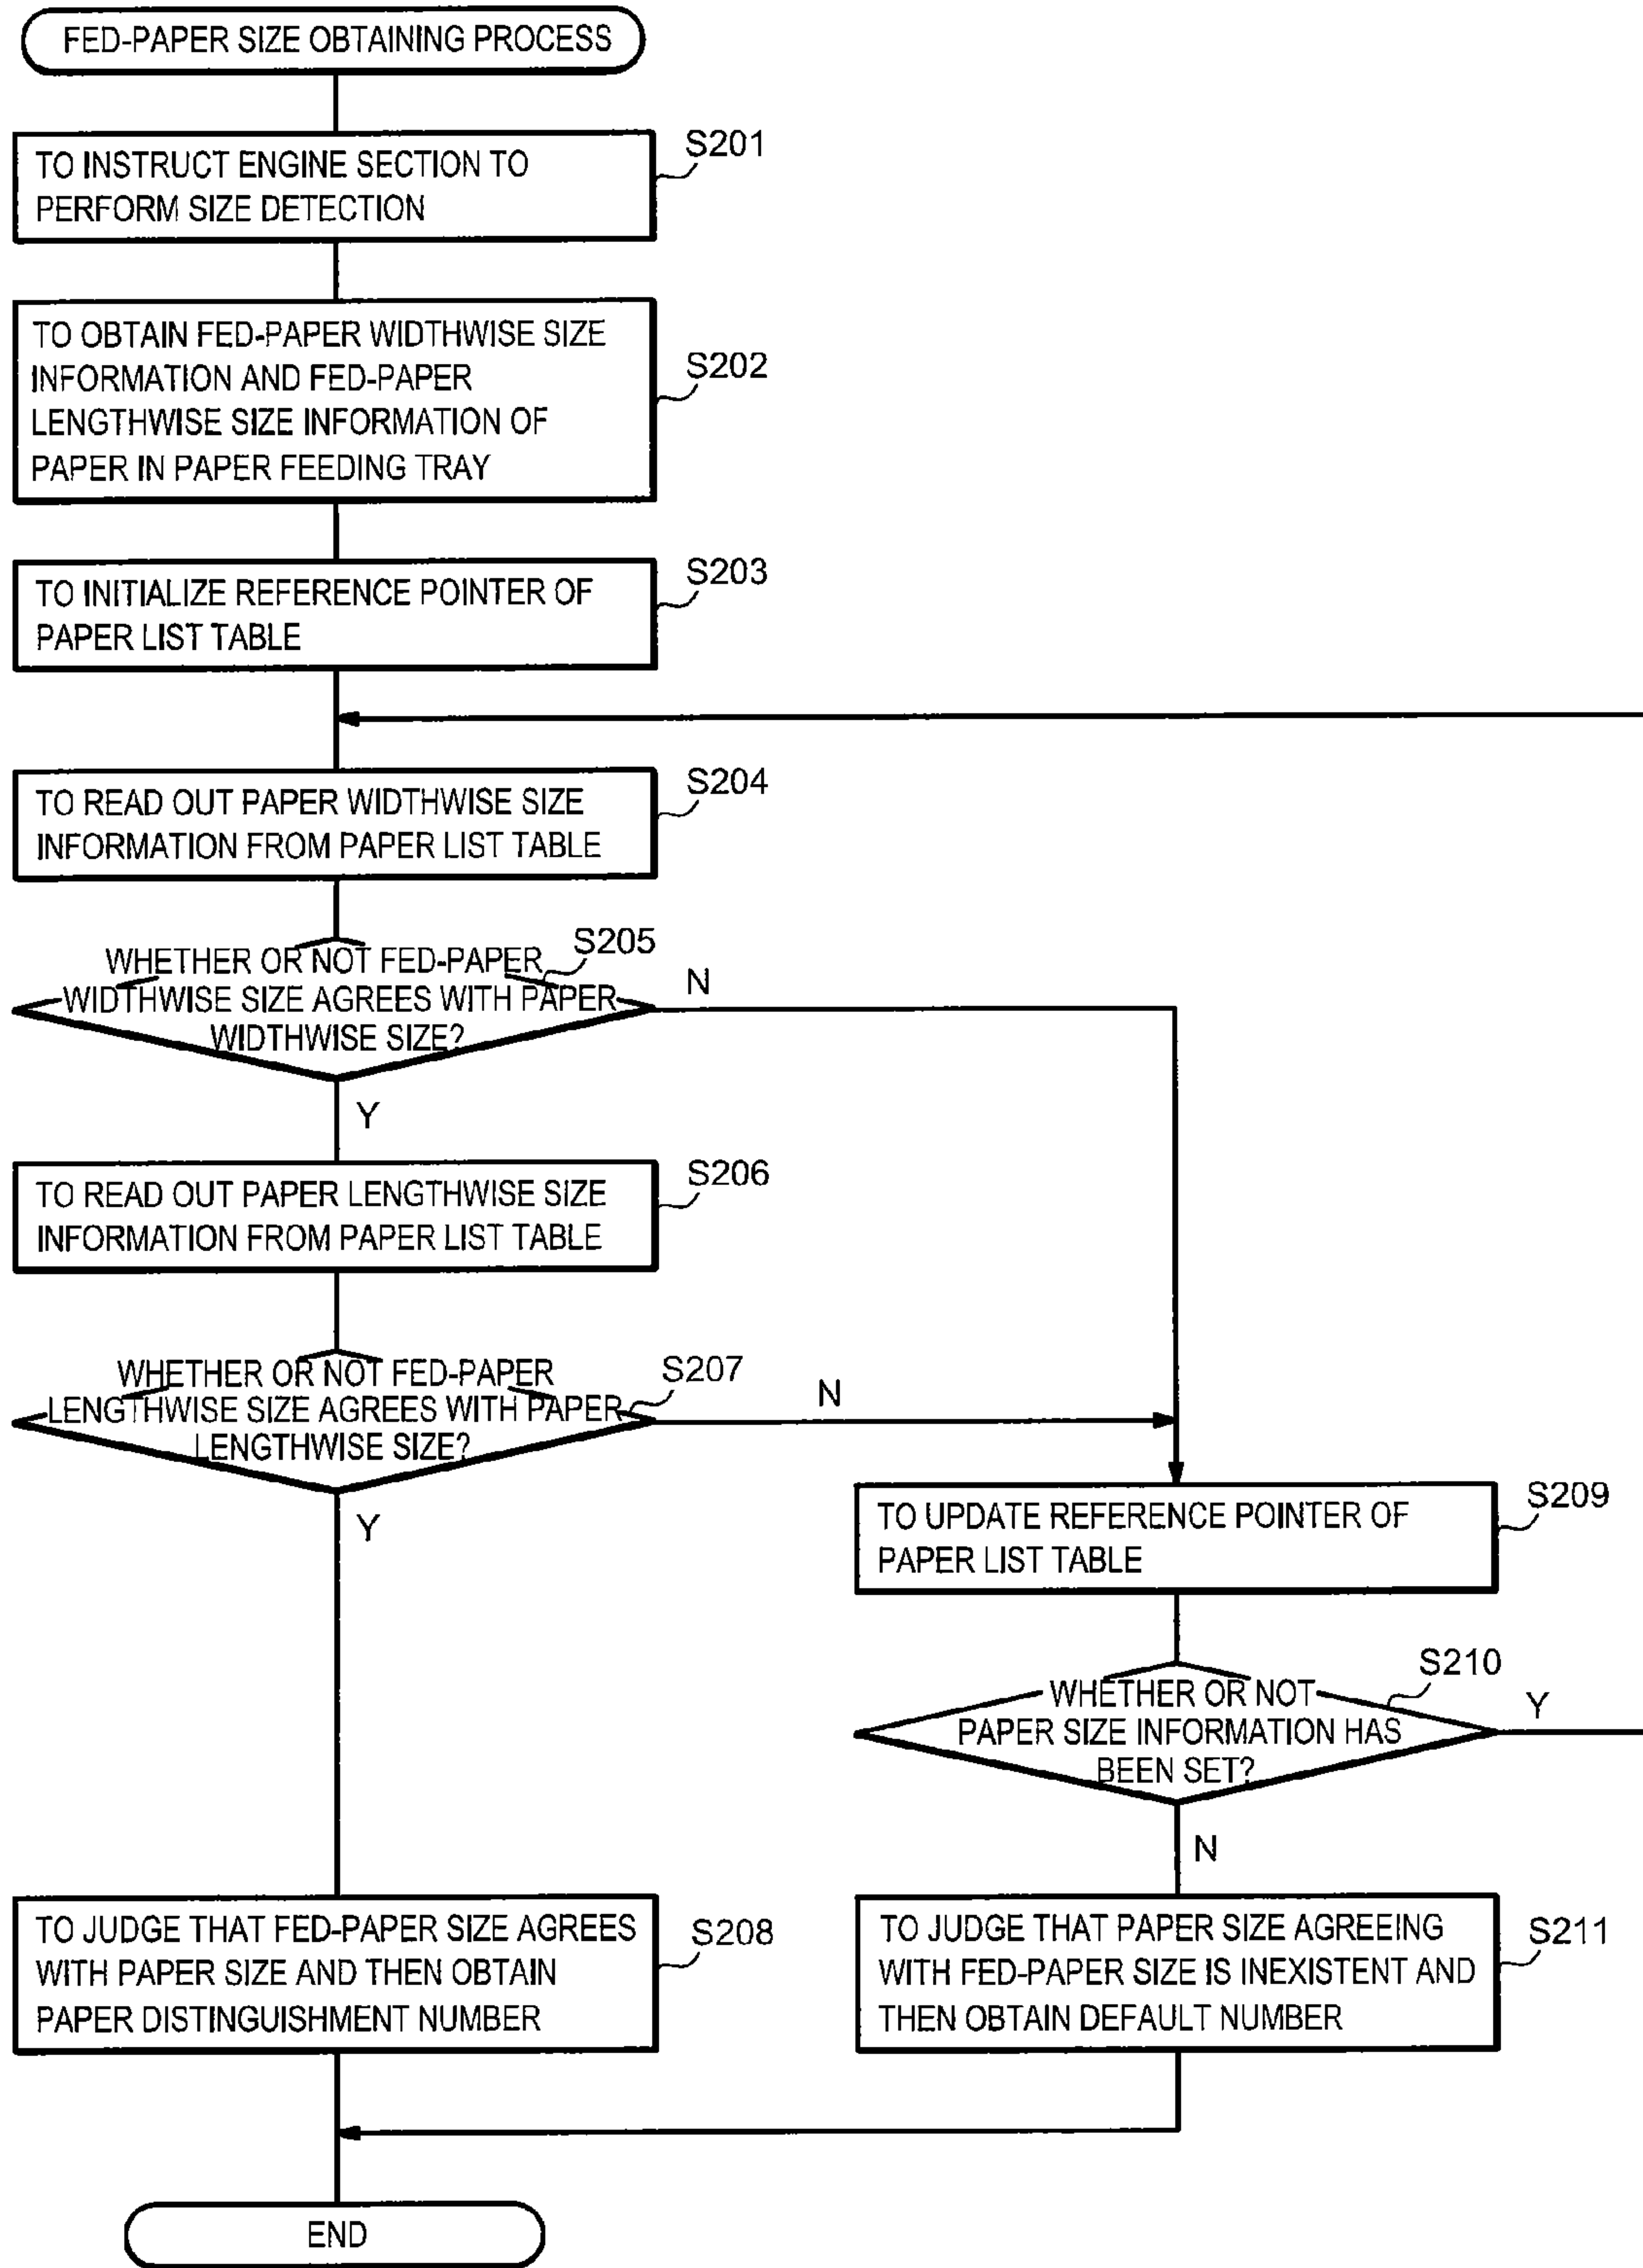 FED-PAPER SIZE OBTAINING PROCESS
S201
TO INSTRUCT ENGINE SECTION TO
PERFORM SIZE DETECTION
S202
TO OBTAIN FED-PAPER WIDTHWISE SIZE
INFORMATION AND FED-PAPER
LENGTHWISE SIZE INFORMATION OF
PAPER IN PAPER FEEDING TRAY
S203
TO INITIALIZE REFERENCE POINTER OF
PAPER LIST TABLE
S204
TO READ OUT PAPER WIDTHWISE SIZE
INFORMATION FROM PAPER LIST TABLE
S205
WHETHER OR NOT FED-PAPER
WIDTHWISE SIZE AGREES WITH PAPER
WIDTHWISE SIZE?
N
Y
S206
TO READ OUT PAPER LENGTHWISE SIZE
INFORMATION FROM PAPER LIST TABLE
S207
WHETHER OR NOT FED-PAPER
LENGTHWISE SIZE AGREES WITH PAPER
LENGTHWISE SIZE?
N
Y
S209
TO UPDATE REFERENCE POINTER OF
PAPER LIST TABLE
S210
WHETHER OR NOT
PAPER SIZE INFORMATION HAS
BEEN SET?
Y
N
S208
TO JUDGE THAT FED-PAPER SIZE AGREES
WITH PAPER SIZE AND THEN OBTAIN
PAPER DISTINGUISHMENT NUMBER
S211
TO JUDGE THAT PAPER SIZE AGREEING
WITH FED-PAPER SIZE IS INEXISTENT AND
THEN OBTAIN DEFAULT NUMBER
END